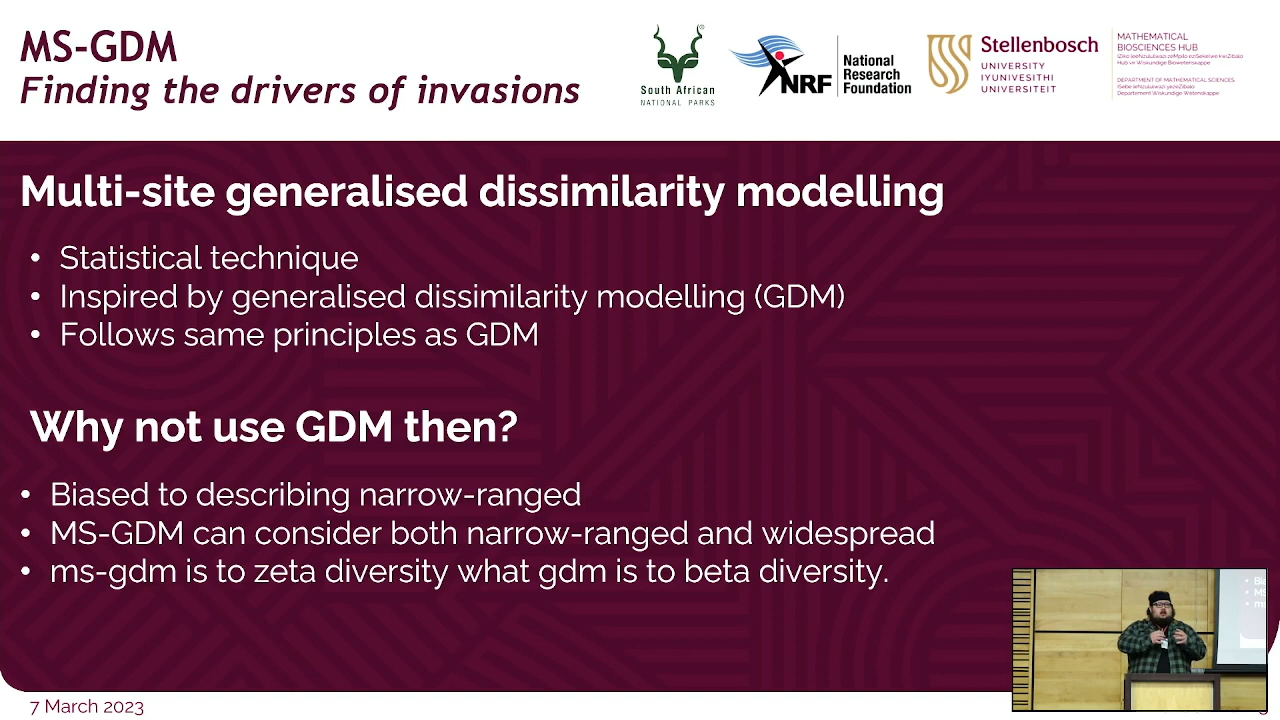 MS-GDM
Finding the drivers of invasions
South African
NATIONAL PARKS
NRF
National
Research
Foundation
Stellenbosch
UNIVERSITY
IYUNIVESITHI
UNIVERSITEIT
MATHEMATICAL
BIOSCIENCES HUB
DEPARTMENT OF MATHEMATICAL SCIENCES
Multi-site generalised dissimilarity modelling
• Statistical technique
• Inspired by generalised dissimilarity modelling (GDM)
• Follows same principles as GDM
Why not use GDM then?
• Biased to describing narrow-ranged
• MS-GDM can consider both narrow-ranged and widespread
• ms-gdm is to zeta diversity what gdm is to beta diversity.
7 March 2023